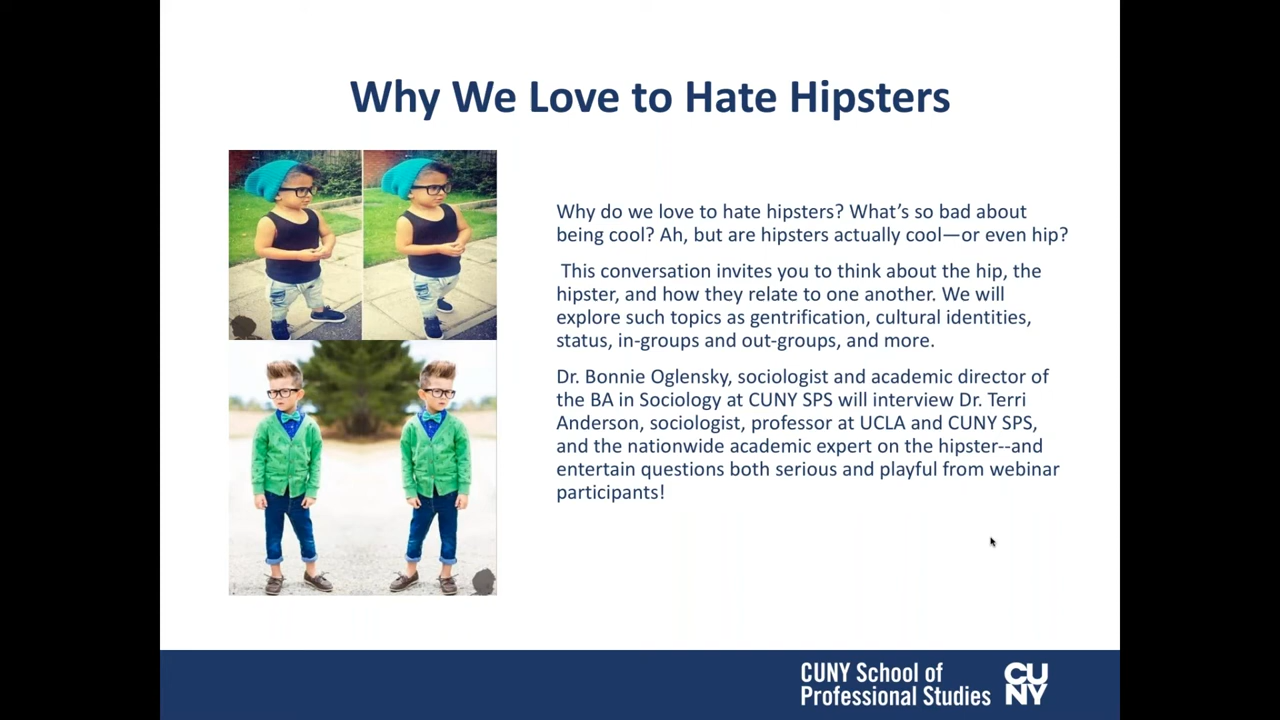 Why We Love to Hate Hipsters
Why do we love to hate hipsters? What’s so bad about
being cool? Ah, but are hipsters actually cool—or even hip?
This conversation invites you to think about the hip, the
hipster, and how they relate to one another. We will
explore such topics as gentrification, cultural identities,
status, in-groups and out-groups, and more.
Dr. Bonnie Oglensky, sociologist and academic director of
the BA in Sociology at CUNY SPS will interview Dr. Terri
Anderson, sociologist, professor at UCLA and CUNY SPS,
and the nationwide academic expert on the hipster--and
entertain questions both serious and playful from webinar
participants!
CUNY School of
Professional Studies
CU
NY